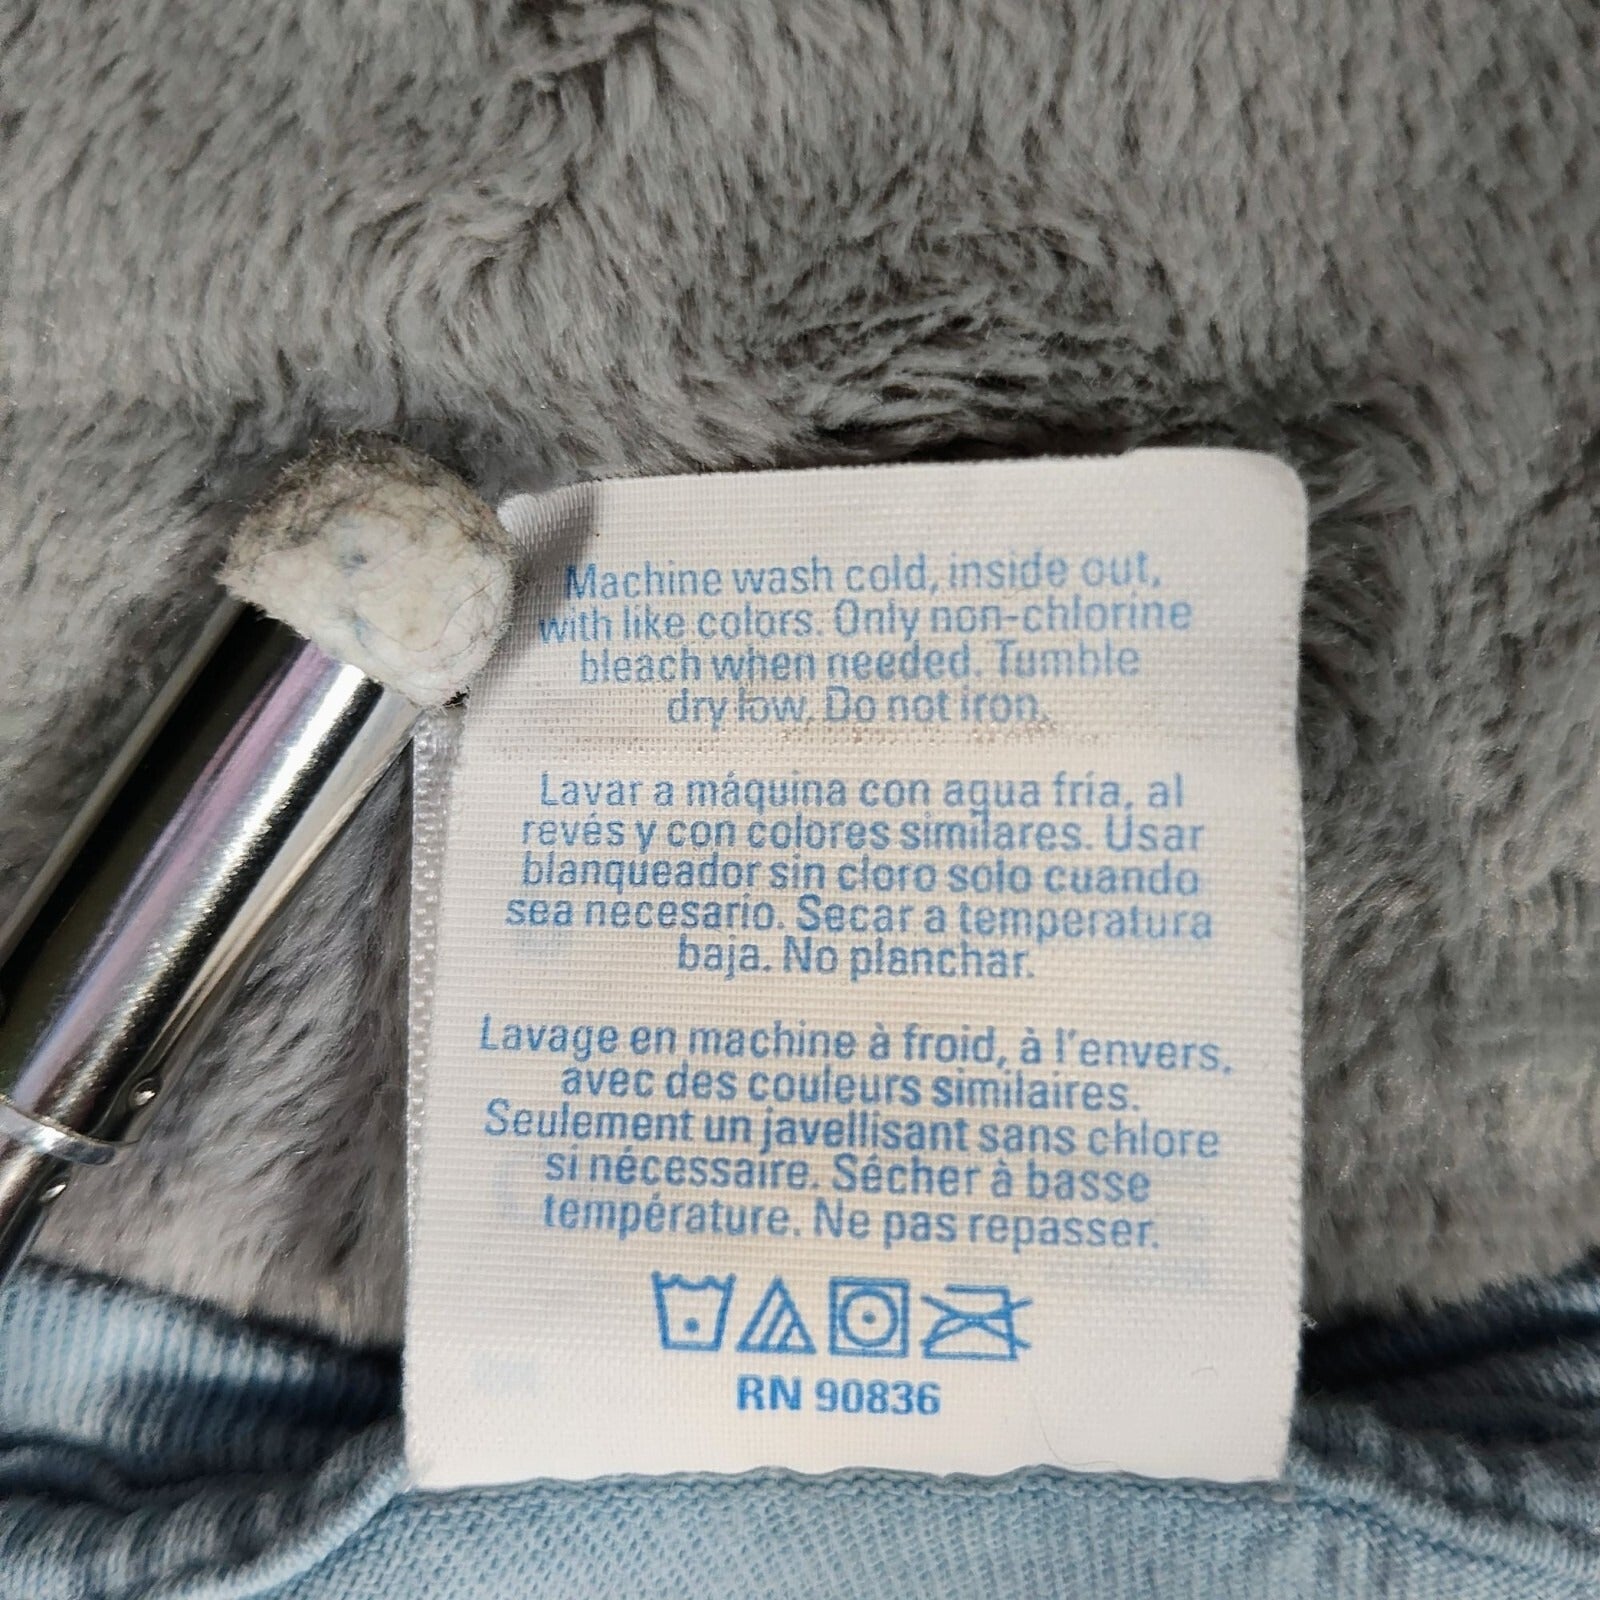 Machine wash cold, inside out,
with like colors. Only non-chlorine
bleach when needed. Tumble
dry low. Do not iron.
Lavar a máquina con agua fría, al
revés y con colores similares. Usar
blanqueador sin cloro solo cuando
sea necesario. Secar a temperatura
baja. No planchar.
Lavage en machine à froid, à l'envers,
avec des couleurs similaires.
Seulement un javellisant sans chlore
si nécessaire. Sécher à basse
température. Ne pas repasser.
RN 90836